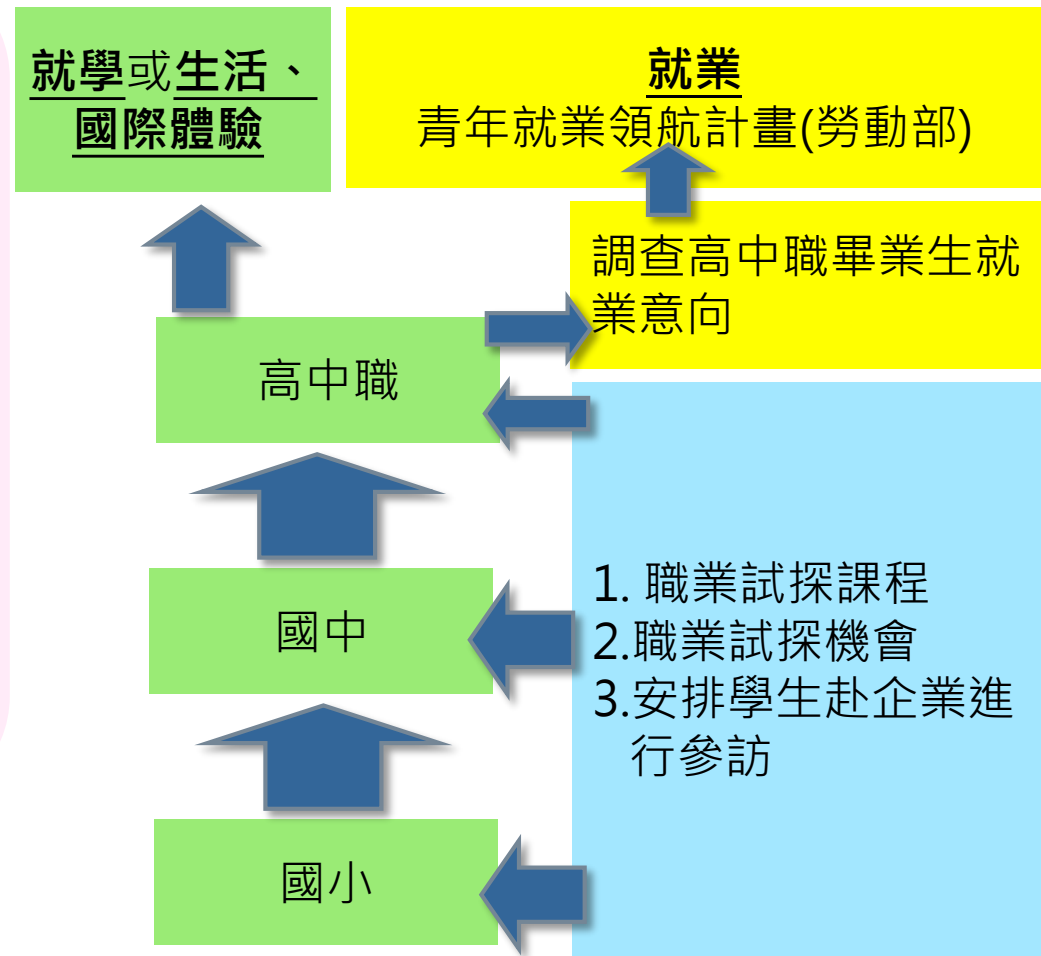 就學或生活、
國際體驗
就業
青年就業領航計畫(勞動部)
調查高中職畢業生就
業意向
高中職
國中
1. 職業試探課程
2.職業試探機會
3.安排學生赴企業進
行參訪
國小